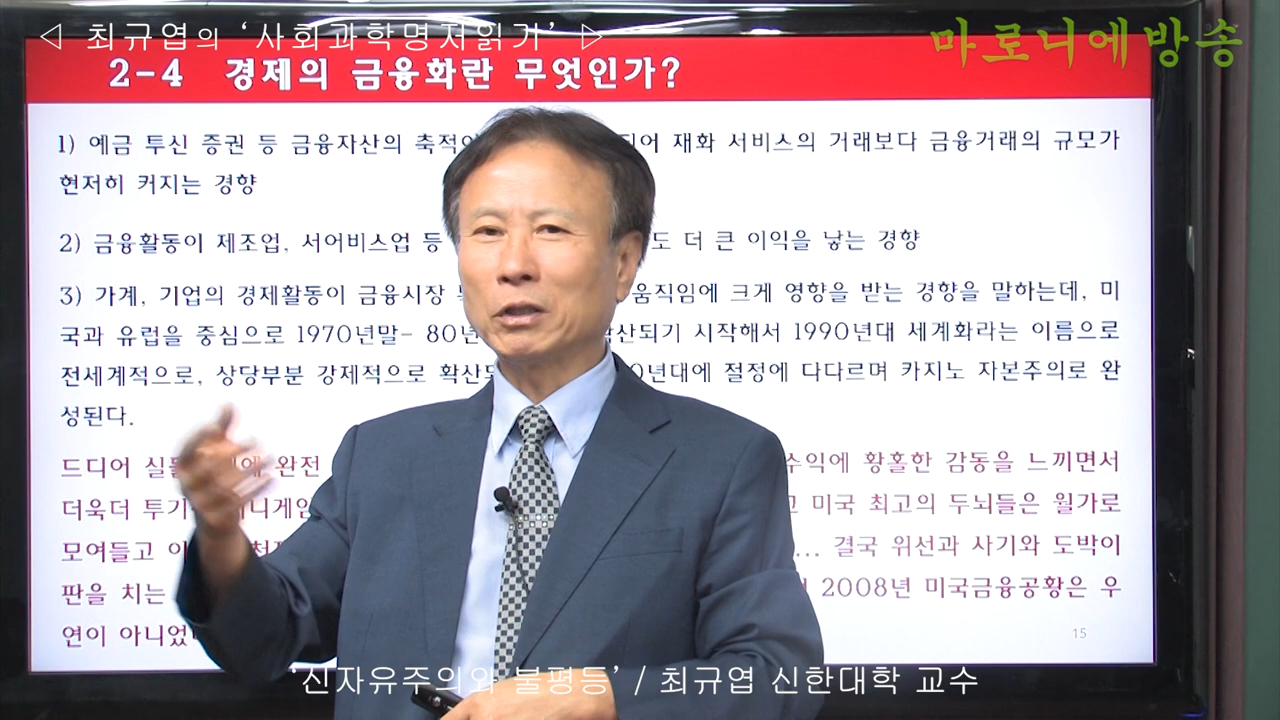 ◁ 최규엽의 ‘사회과학명저읽기’ ▷
마로니에방송
2-4 경제의 금융화란 무엇인가?
1) 예금 투신 증권 등 금융자산의 축적이 디어 재화 서비스의 거래보다 금융거래의 규모가
현저히 커지는 경향
2) 금융활동이 제조업, 서어비스업 등 도 더 큰 이익을 낳는 경향
3) 가계, 기업의 경제활동이 금융시장 움직임에 크게 영향을 받는 경향을 말하는데, 미
국과 유럽을 중심으로 1970년말- 80년 확산되기 시작해서 1990년대 세계화라는 이름으로
전세계적으로, 상당부분 강제적으로 확산 0년대에 절정에 다다르며 카지노 자본주의로 완
성된다.
드디어 완전 수익에 황홀한 감동을 느끼면서
더욱더 투기 고 미국 최고의 두뇌들은 월가로
모여들고 ... 결국 위선과 사기와 도박이
판을 치는 2008년 미국금융공황은 우
연이 아니었
15
‘신자유주의와 불평등’ / 최규엽 신한대학 교수